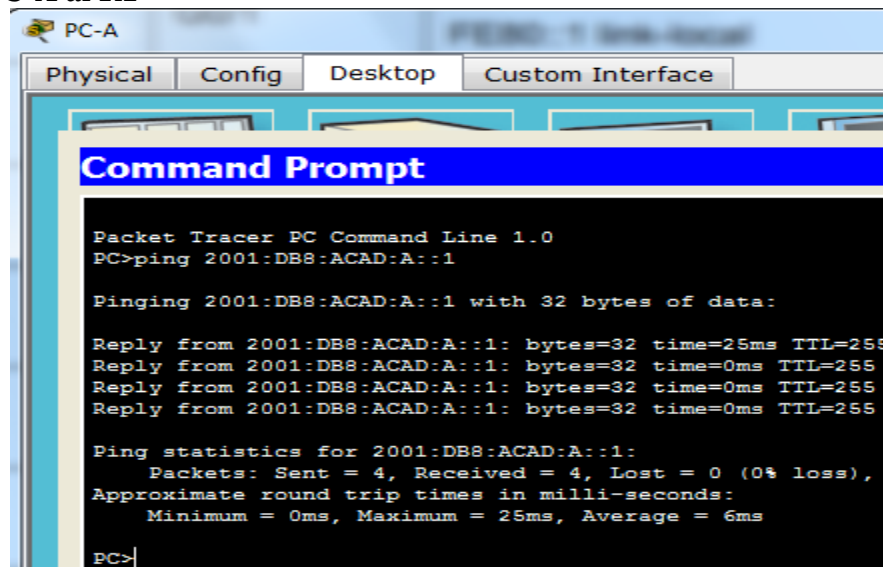 PC-A
Physical Config Desktop Custom Interface
Command Prompt
Packet Tracer PC Command Line 1.0
PC>ping 2001:DB8:ACAD:A::1
Pinging 2001:DB8:ACAD:A::1 with 32 bytes of data:
Reply from 2001:DB8:ACAD:A::1: bytes=32 time=25ms TTL=255
Reply from 2001:DB8:ACAD:A::1: bytes=32 time=0ms TTL=255
Reply from 2001:DB8:ACAD:A::1: bytes=32 time=0ms TTL=255
Reply from 2001:DB8:ACAD:A::1: bytes=32 time=0ms TTL=255
Ping statistics for 2001:DB8:ACAD:A::1:
Packets: Sent = 4, Received = 4, Lost = 0 (0% loss),
Approximate round trip times in milli-seconds:
Minimum = 0ms, Maximum = 25ms, Average = 6ms
PC>